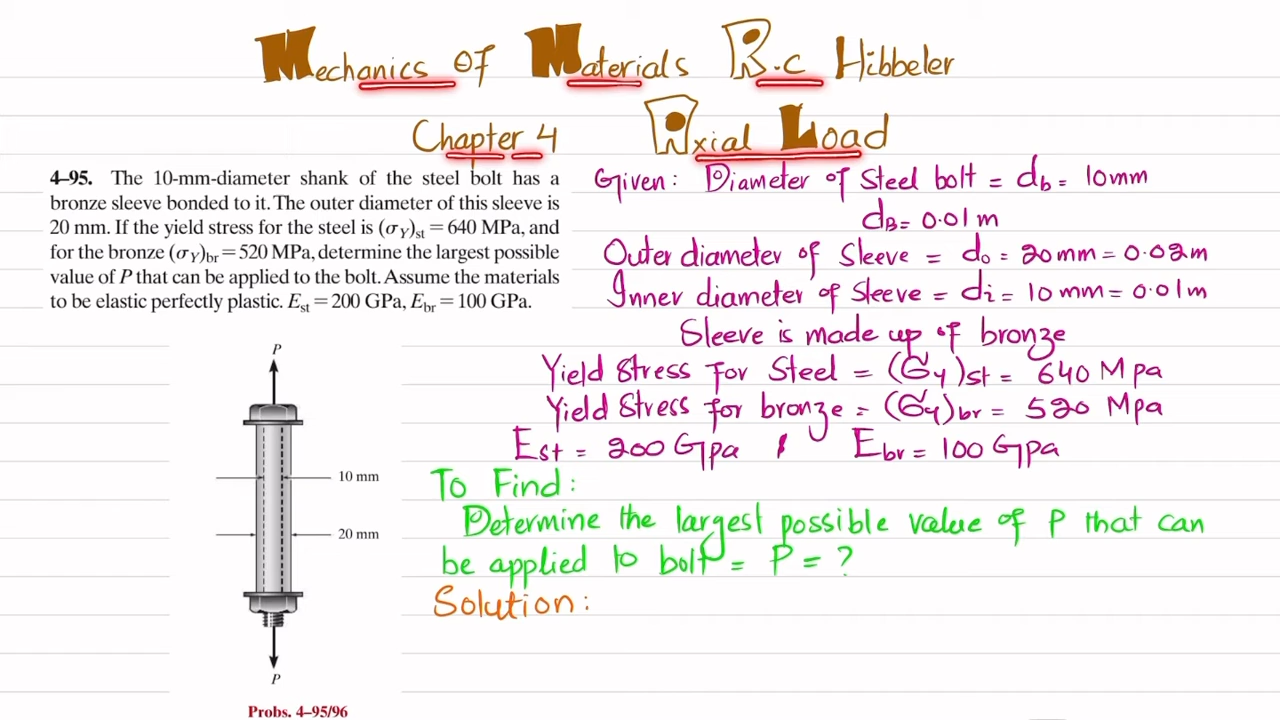 Mechanics Of Materials R.c Hibbeler
Chapter 4 Axial Load
4–95. The 10-mm-diameter shank of the steel bolt has a
bronze sleeve bonded to it. The outer diameter of this sleeve is
20 mm. If the yield stress for the steel is (σY)st = 640 MPa, and
for the bronze (σY)br = 520 MPa, determine the largest possible
value of P that can be applied to the bolt. Assume the materials
to be elastic perfectly plastic. Est = 200 GPa, Ebr = 100 GPa.
P
10 mm
20 mm
P
Probs. 4–95/96
Given: Diameter of Steel bolt = db = 10mm
dB = 0.01 m
Outer diameter of Sleeve = do = 20mm = 0.02m
Inner diameter of Sleeve = di = 10 mm = 0.01m
Sleeve is made up of bronze
Yield Stress For Steel = (σy)st = 640 Mpa
Yield Stress for bronze = (σy)br = 520 Mpa
Est = 200 Gpa , Ebr = 100 Gpa
To Find:
Determine the largest possible value of P that can
be applied to bolt = P = ?
Solution: